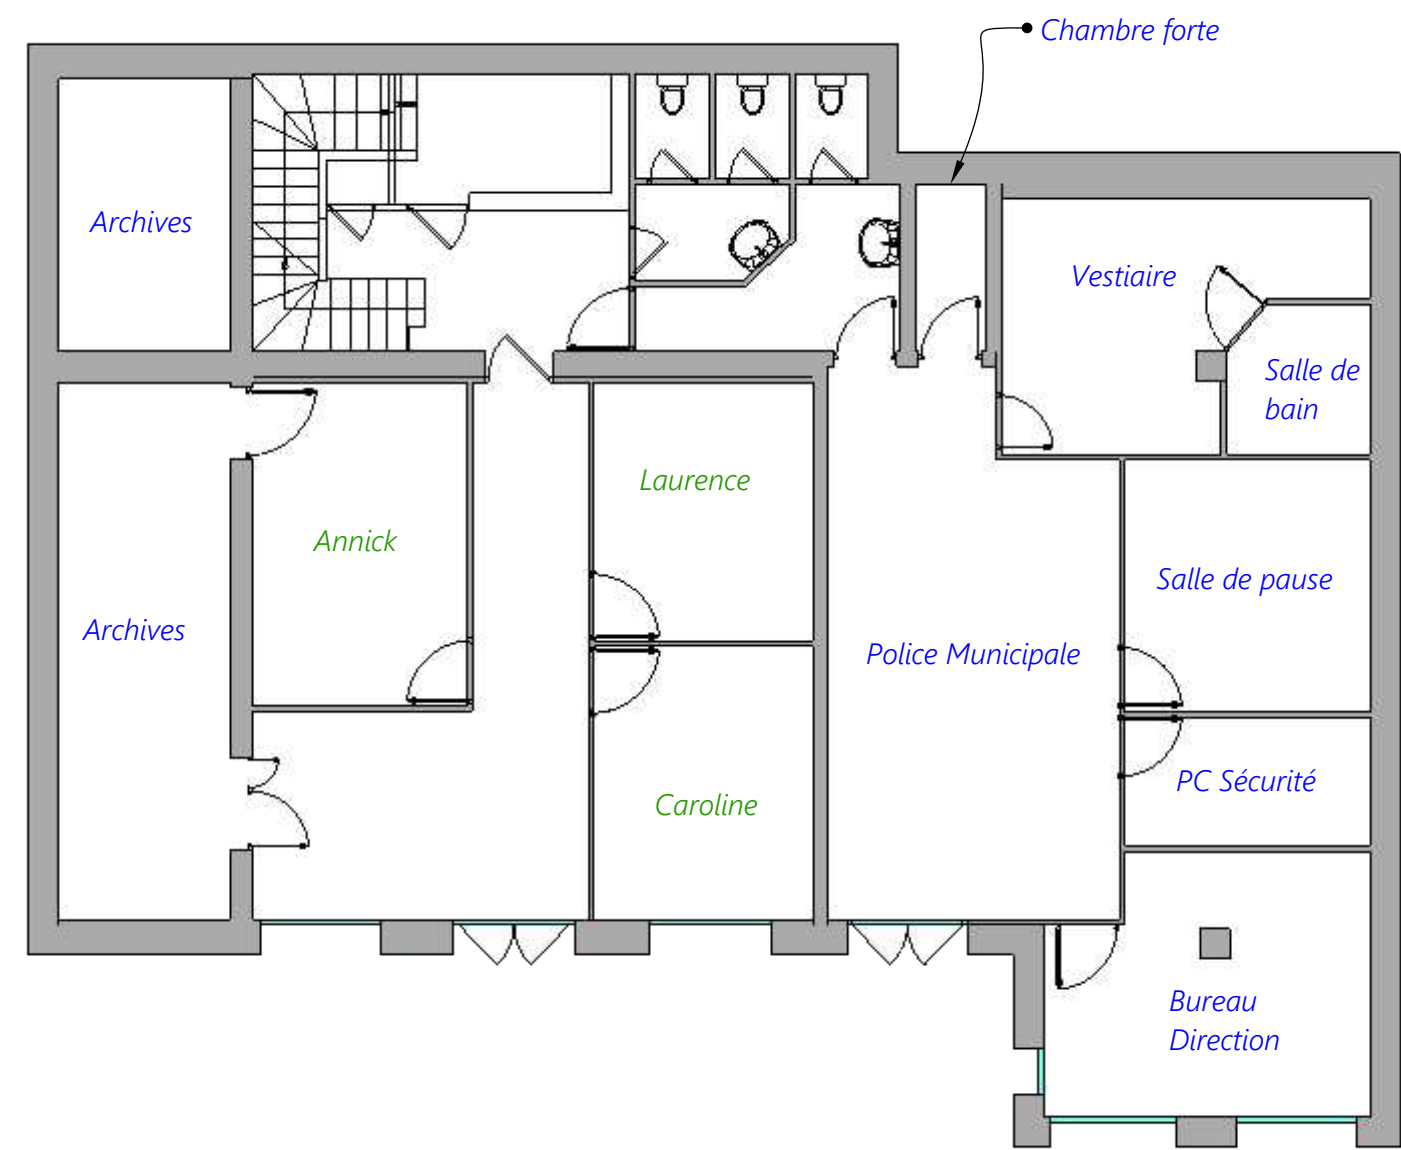 Chambre forte
Archives
Vestiaire
Salle de
bain
Laurence
Annick
Salle de pause
Archives
Police Municipale
PC Sécurité
Caroline
Bureau
Direction